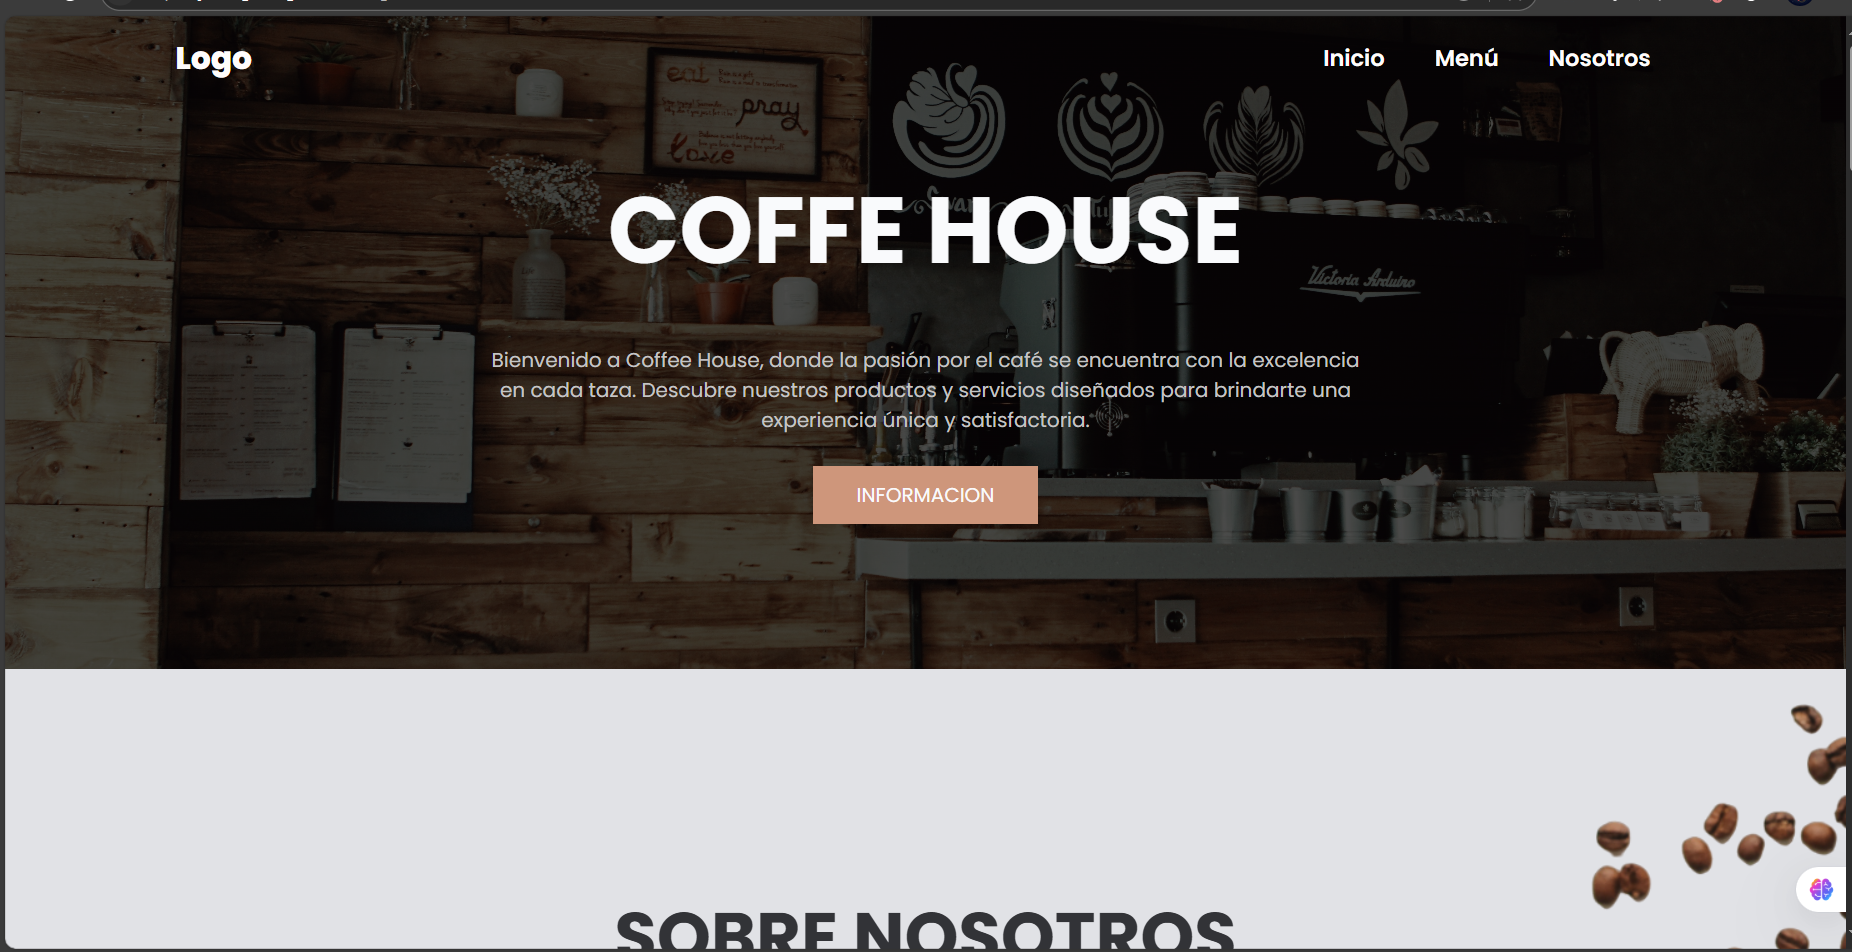 Logo
Inicio Menú Nosotros
eat
pray
love
COFFE HOUSE
Victoria Arduino
Bienvenido a Coffee House, donde la pasión por el café se encuentra con la excelencia
en cada taza. Descubre nuestros productos y servicios diseñados para brindarte una
experiencia única y satisfactoria.
INFORMACION
SOBRE NOSOTROS